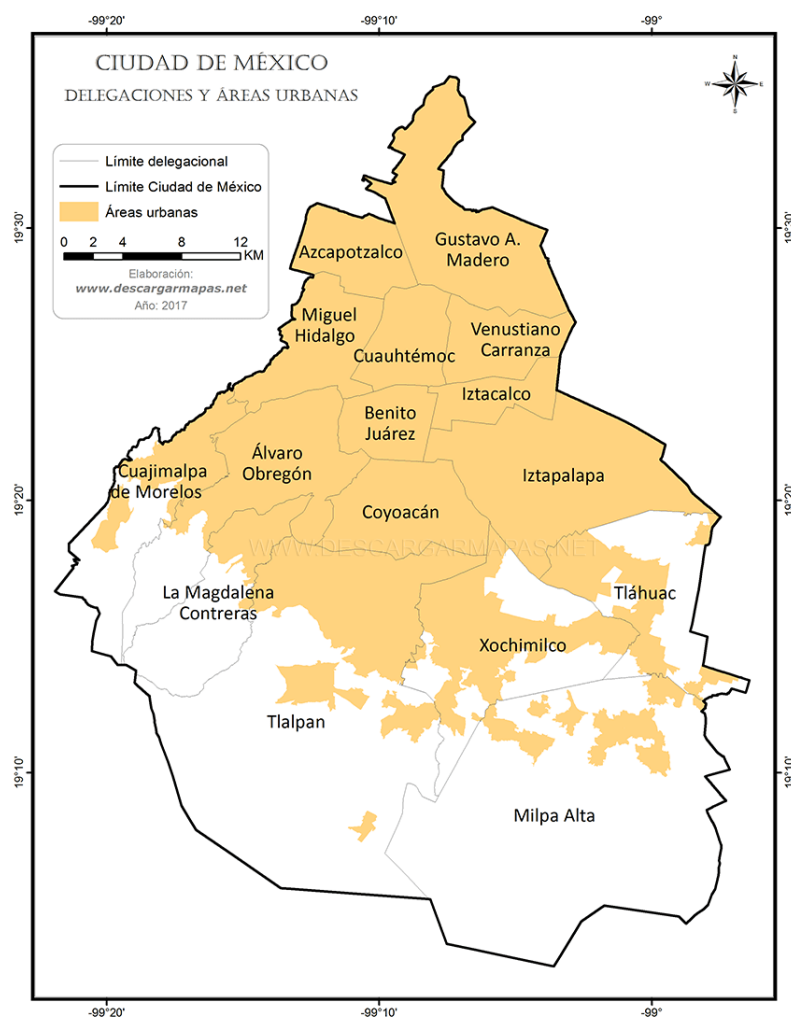 -99°20'
-99°10'
-99°
CIUDAD DE MÉXICO
DELEGACIONES Y ÁREAS URBANAS
N
W
E
S
Límite delegacional
Límite Ciudad de México
Áreas urbanas
0 2 4 8 12
KM
Elaboración:
www.descargarmapas.net
Año: 2017
19°30'
19°30'
Azcapotzalco
Gustavo A.
Madero
Miguel
Hidalgo
Cuauhtémoc
Venustiano
Carranza
Iztacalco
Benito
Juárez
Álvaro
Obregón
Cuajimalpa
de Morelos
Iztapalapa
19°20'
19°20'
Coyoacán
WWW.DESCARGARMAPAS.NET
La Magdalena
Contreras
Tláhuac
Xochimilco
Tlalpan
19°10'
19°10'
Milpa Alta
-99°20'
-99°10'
-99°